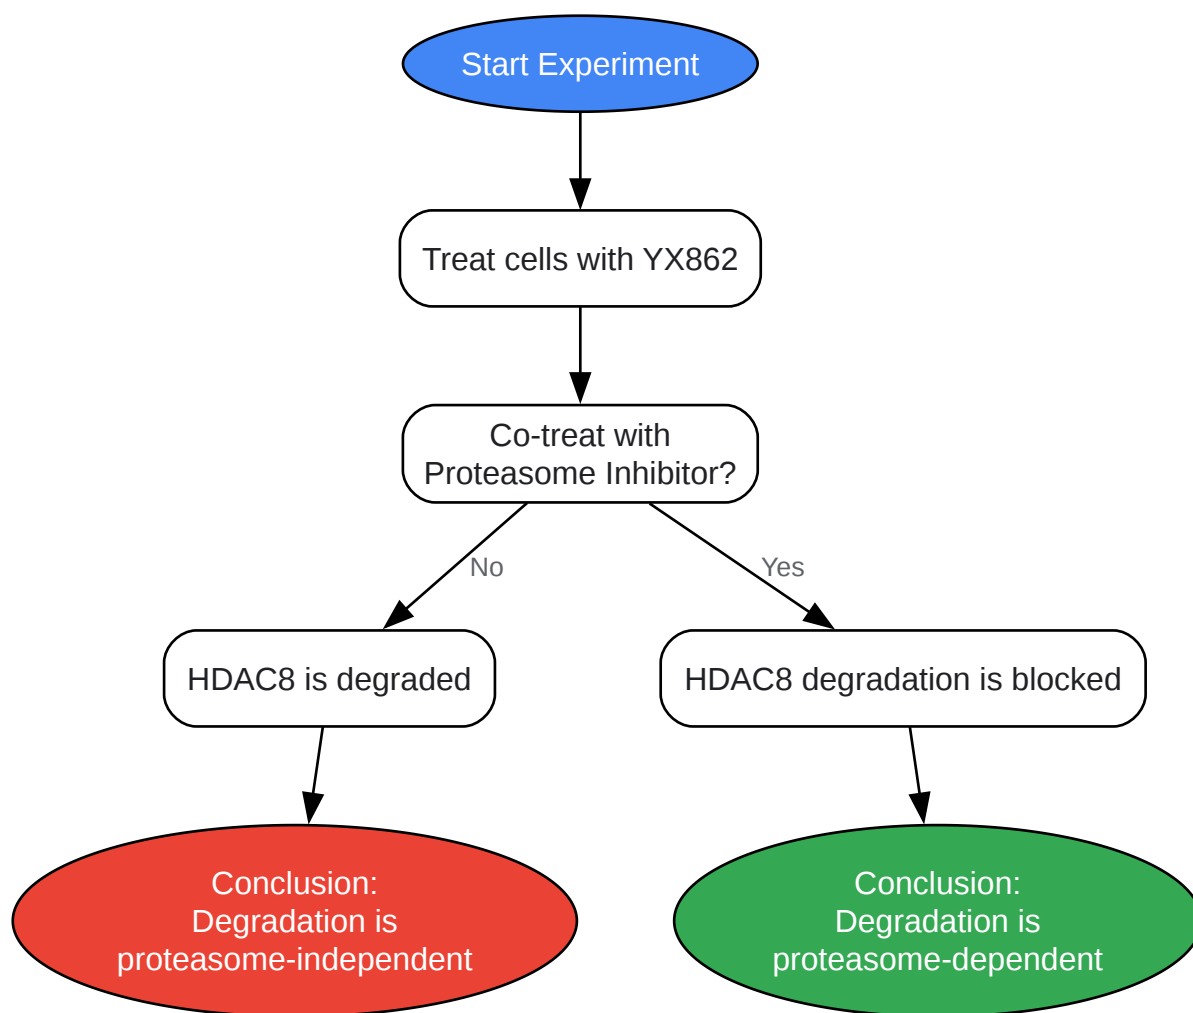 Start Experiment
Treat cells with YX862
Co-treat with
Proteasome Inhibitor?
No
Yes
HDAC8 is degraded
HDAC8 degradation is blocked
Conclusion:
Degradation is
proteasome-independent
Conclusion:
Degradation is
proteasome-dependent